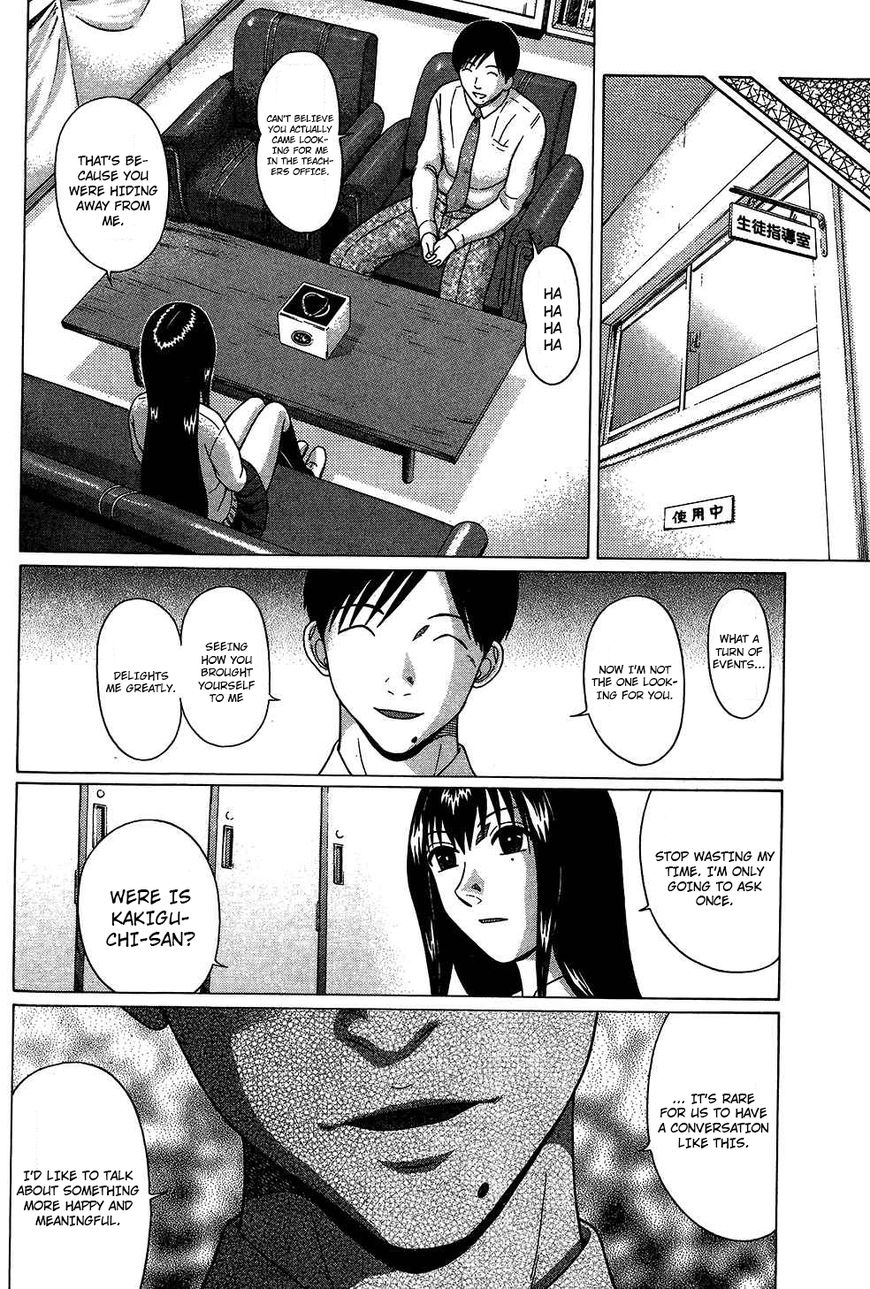 生徒指導室
使用中
CAN'T BELIEVE
YOU ACTUALLY
CAME LOOK-
ING FOR ME
IN THE TEACH-
ERS OFFICE.
HA
HA
HA
HA
THAT'S BE-
CAUSE YOU
WERE HIDING
AWAY FROM
ME.
WHAT A
TURN OF
EVENTS...
NOW I'M NOT
THE ONE LOOK-
ING FOR YOU.
SEEING
HOW YOU
BROUGHT
YOURSELF
TO ME
DELIGHTS
ME GREATLY.
STOP WASTING MY
TIME. I'M ONLY
GOING TO ASK
ONCE.
WERE IS
KAKIGU-
CHI-SAN?
... IT'S RARE
FOR US TO HAVE
A CONVERSATION
LIKE THIS.
I'D LIKE TO TALK
ABOUT SOMETHING
MORE HAPPY AND
MEANINGFUL.